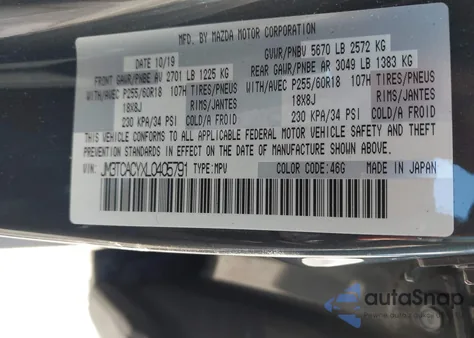 MFD. BY MAZDA MOTOR CORPORATION
DATE 10/19 GVWR/PNBV 5670 LB 2572 KG
FRONT GAWR/PNBE AV 2701 LB 1225 KG REAR GAWR/PNBE AR 3049 LB 1383 KG
WITH/AVEC P255/60R18 107H TIRES/PNEUS WITH/AVEC P255/60R18 107H TIRES/PNEUS
18X8J RIMS/JANTES 18X8J RIMS/JANTES
230 KPA/34 PSI COLD/FROID 230 KPA/34 PSI COLD/FROID
THIS VEHICLE CONFORMS TO ALL APPLICABLE FEDERAL MOTOR VEHICLE SAFETY, BUMPER AND THEFT
PREVENTION STANDARDS IN EFFECT ON THE DATE OF MANUFACTURE SHOWN ABOVE.
VIN: JM3TCACYXL0405791 TYPE:MPV COLOR CODE:46G MADE IN JAPAN
autoSnap